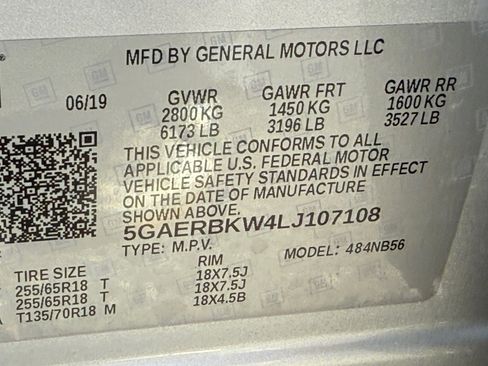 MFD BY GENERAL MOTORS LLC
06/19 GVWR GAWR FRT GAWR RR
2800 KG 1450 KG 1600 KG
6173 LB 3196 LB 3527 LB
THIS VEHICLE CONFORMS TO ALL
APPLICABLE U.S. FEDERAL MOTOR
VEHICLE SAFETY STANDARDS IN EFFECT
ON THE DATE OF MANUFACTURE
SHOWN ABOVE.
5GAERBKW4LJ107108
TYPE: M.P.V. MODEL: 484NB56
TIRE SIZE RIM
255/65R18 T 18X7.5J
255/65R18 T 18X7.5J
T135/70R18 M 18X4.5B